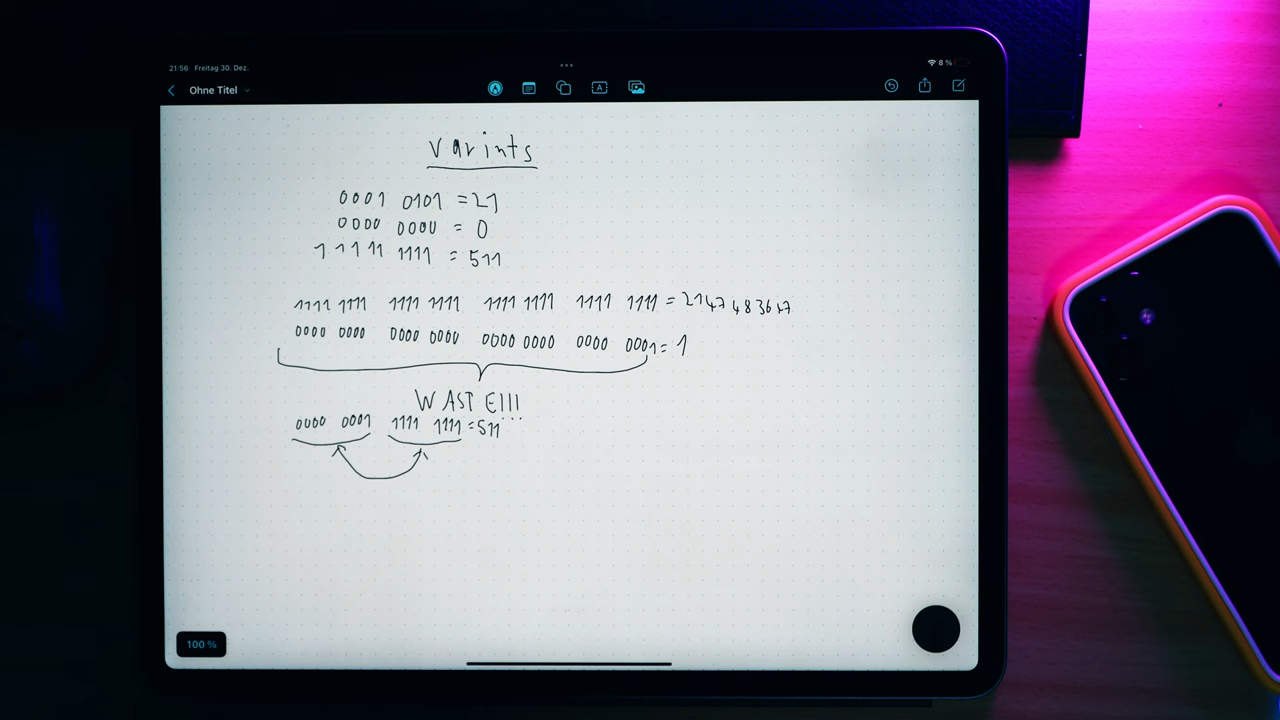 21:56 Freitag 30. Dez.
8 %
Ohne Titel
A
varints
0001 0101 = 21
0000 0000 = 0
1 1111 1111 = 511
1111 1111 1111 1111 1111 1111 1111 1111 = 2147483647
0000 0000 0000 0000 0000 0000 0000 0001 = 1
WASTE!!!
0000 0001 1111 1111 = 511
100 %